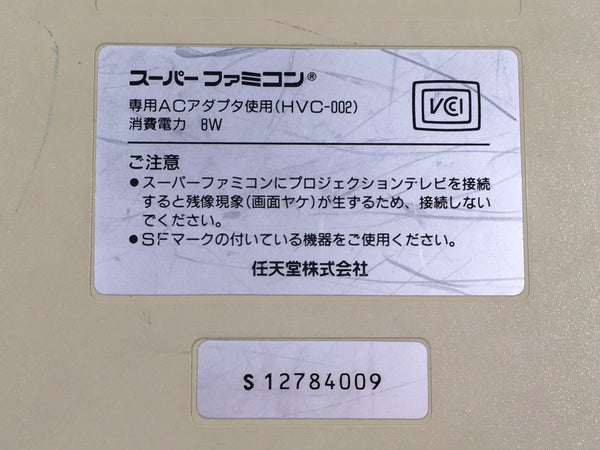 スーパーファミコン®
専用ACアダプタ使用(HVC-002)
消費電力 8W
VCCI
ご注意
●スーパーファミコンにプロジェクションテレビを接続
すると残像現象(画面ヤケ)が生ずるため、接続しない
でください。
●SFマークの付いている機器をご使用ください。
任天堂株式会社
S 12784009